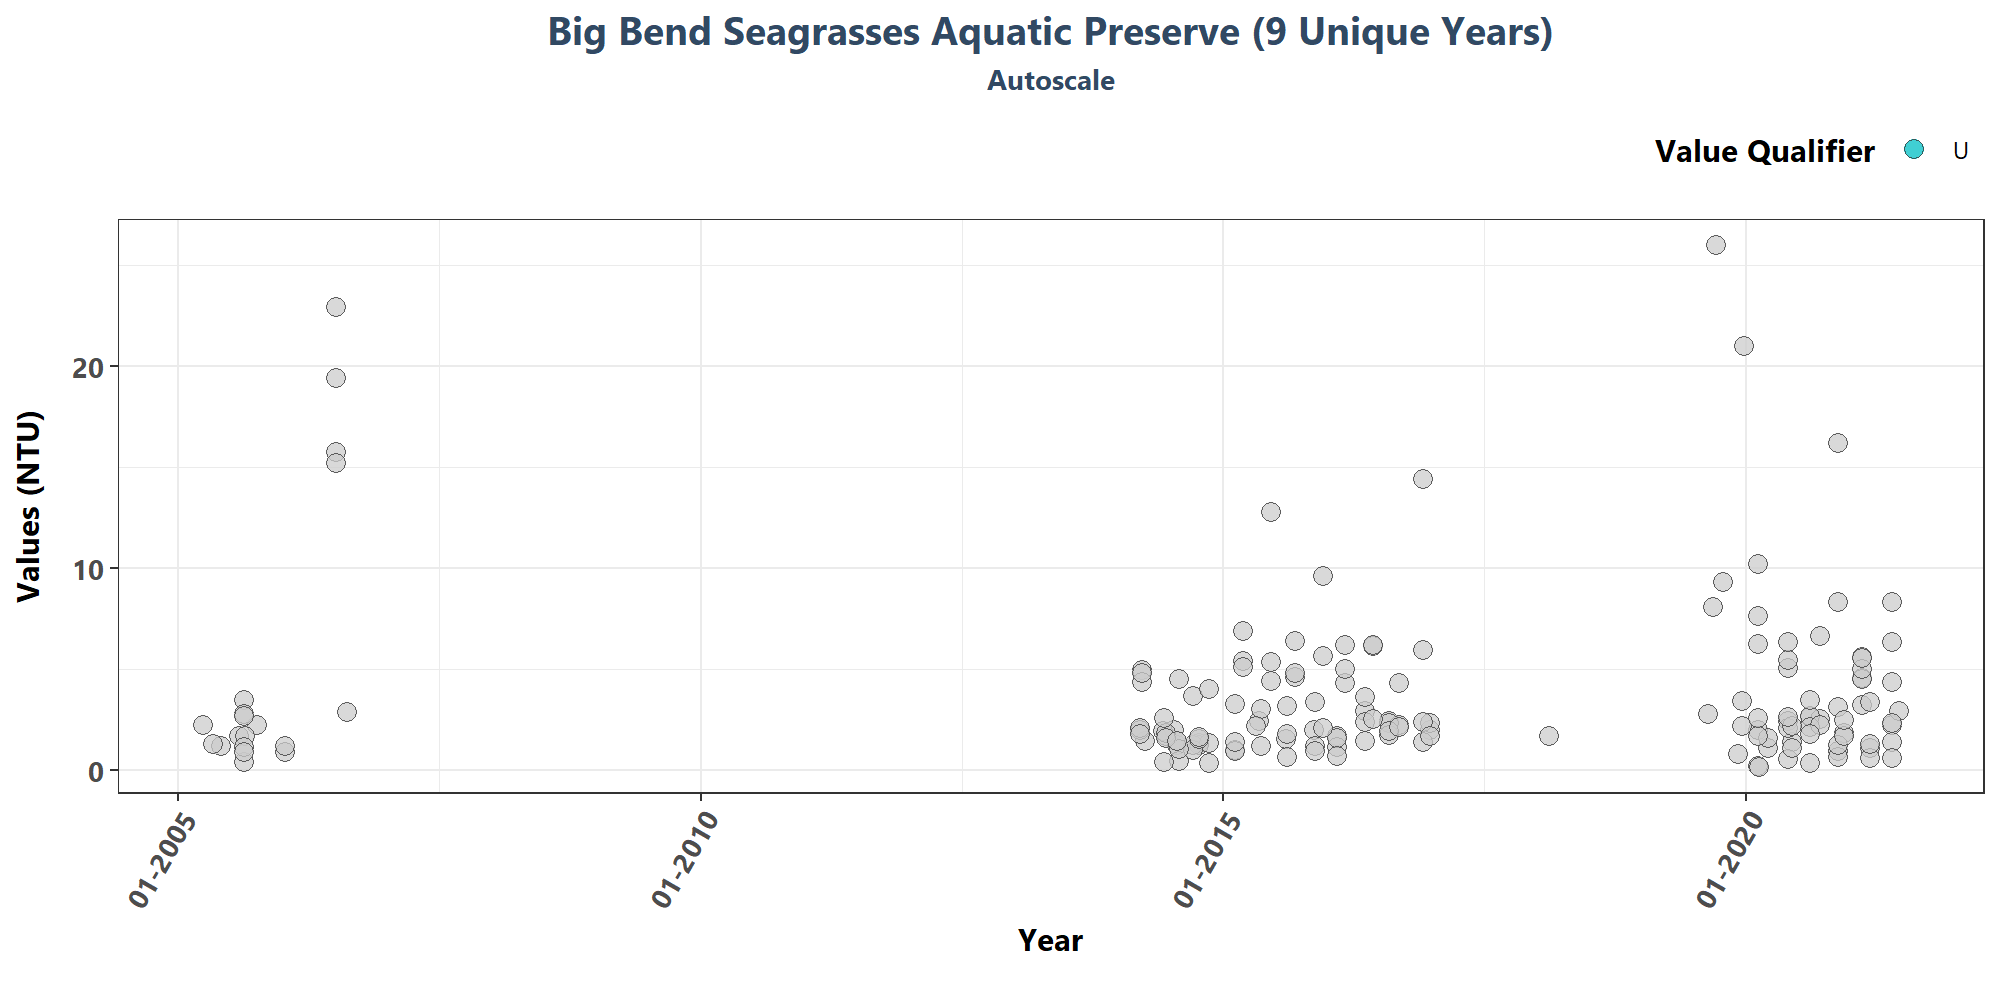 Big Bend Seagrasses Aquatic Preserve (9 Unique Years)
Autoscale
Value Qualifier U
Values (NTU)
20
10
0
01-2005 01-2010 01-2015 01-2020
Year